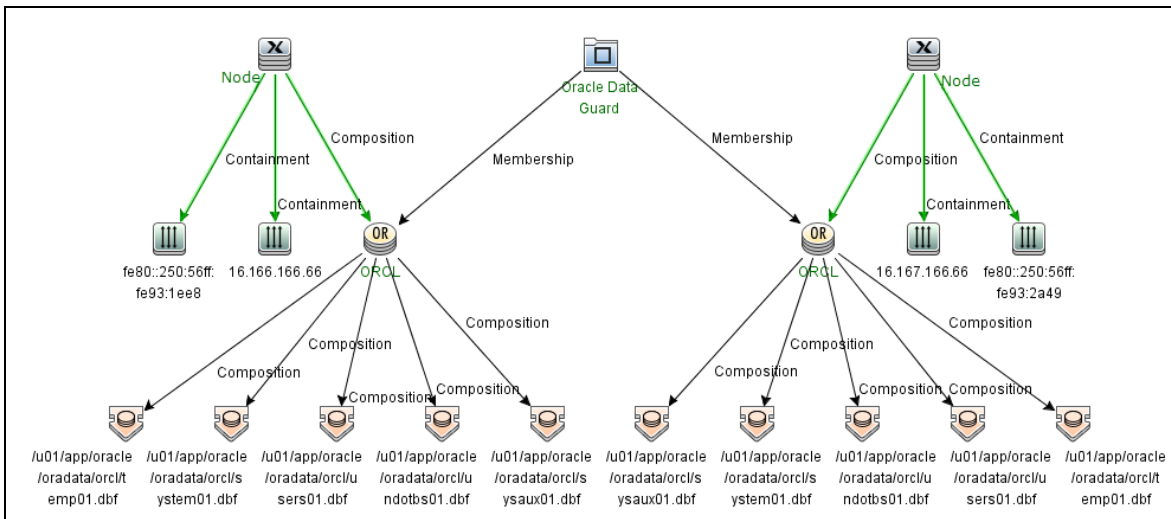 Node
Oracle Data
Guard
Node
Composition
Membership
Membership
Composition
Containment
Containment
Containment
Containment
fe80::250:56ff:
fe93:1ee8
16.166.166.66
ORCL
OR
OR
ORCL
16.167.166.66
fe80::250:56ff:
fe93:2a49
Composition
Composition
Composition
Composition
Composition
Composition
Composition
Composition
Composition
Composition
/u01/app/oracle
/oradata/orcl/t
emp01.dbf
/u01/app/oracle
/oradata/orcl/s
ystem01.dbf
/u01/app/oracle
/oradata/orcl/u
sers01.dbf
/u01/app/oracle
/oradata/orcl/u
ndotbs01.dbf
/u01/app/oracle
/oradata/orcl/s
ysaux01.dbf
/u01/app/oracle
/oradata/orcl/s
ysaux01.dbf
/u01/app/oracle
/oradata/orcl/s
ystem01.dbf
/u01/app/oracle
/oradata/orcl/u
ndotbs01.dbf
/u01/app/oracle
/oradata/orcl/u
sers01.dbf
/u01/app/oracle
/oradata/orcl/t
emp01.dbf